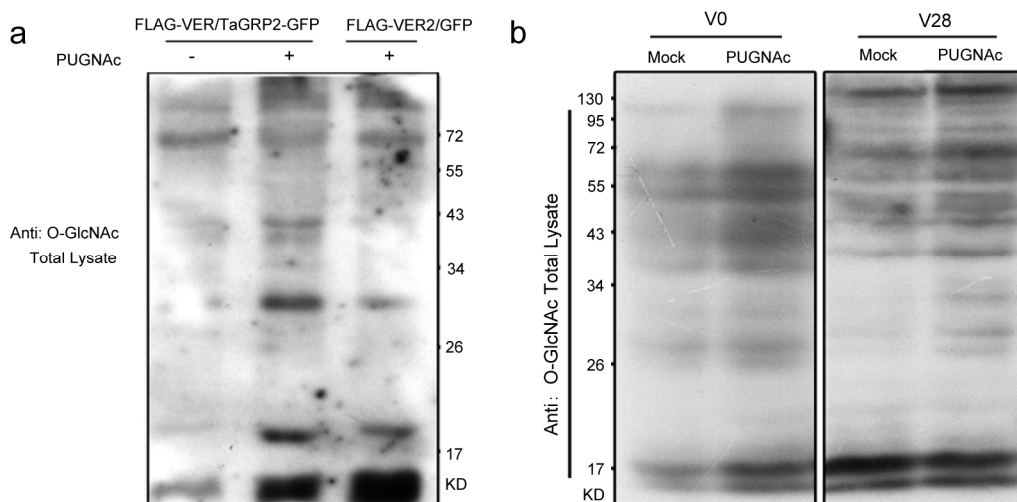 a
FLAG-VER/TaGRP2-GFP FLAG-VER2/GFP
PUGNAc - + +
72
55
43
34
26
17
KD
Anti: O-GlcNAc
Total Lysate
b
V0 V28
Mock PUGNAc Mock PUGNAc
130
95
72
55
43
34
26
17
KD
Anti: O-GlcNAc Total Lysate